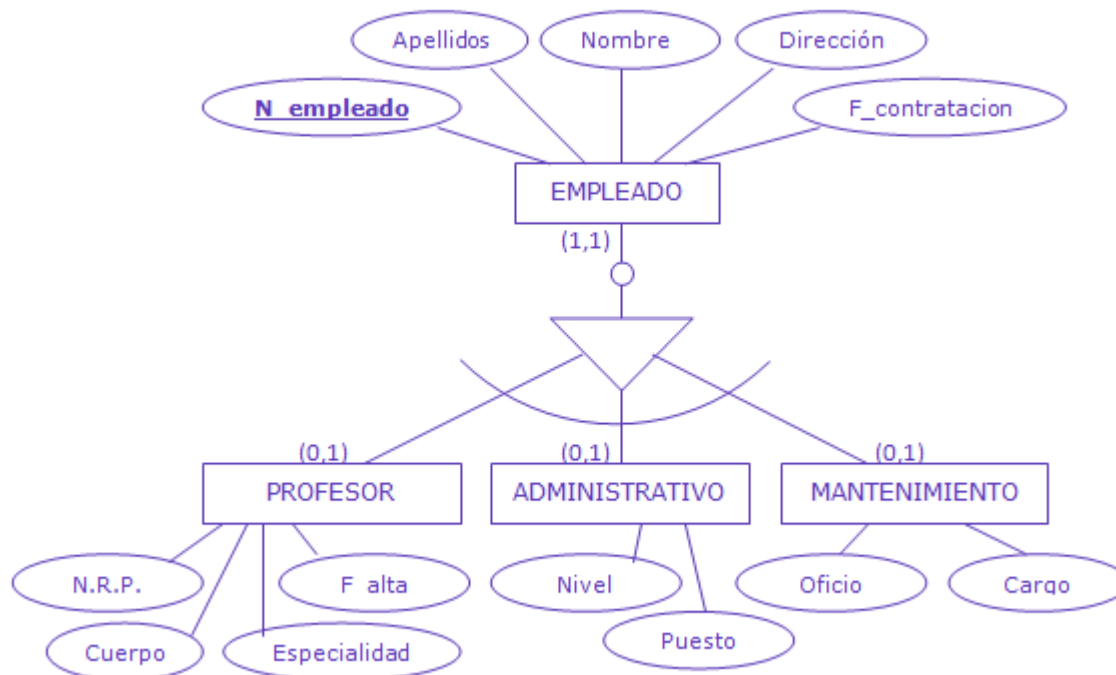 Apellidos
Nombre
Dirección
N_empleado
F_contratacion
EMPLEADO
(1,1)
(0,1)
(0,1)
(0,1)
PROFESOR
ADMINISTRATIVO
MANTENIMIENTO
N.R.P.
F_alta
Nivel
Oficio
Cargo
Cuerpo
Especialidad
Puesto